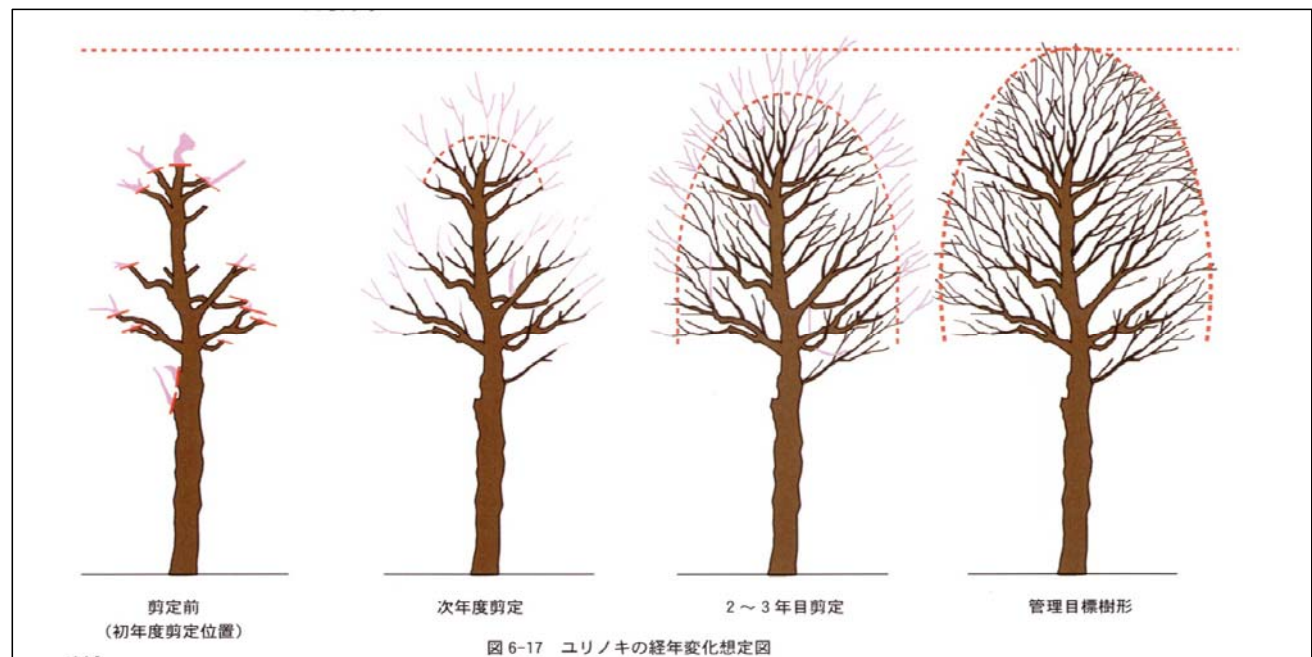 剪定前
(初年度剪定位置)
次年度剪定
2～3年目剪定
管理目標樹形
図6-17 ユリノキの経年変化想定図